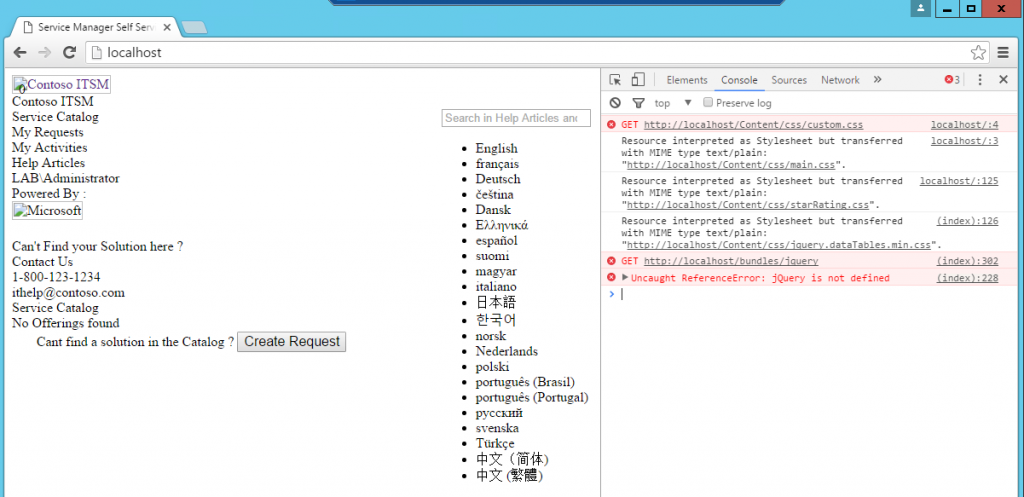 Service Manager Self Serv
localhost
Contoso ITSM
Contoso ITSM
Service Catalog
My Requests
My Activities
Help Articles
LAB\Administrator
Powered By :
Microsoft
Can't Find your Solution here ?
Contact Us
1-800-123-1234
ithelp@contoso.com
Service Catalog
No Offerings found
Cant find a solution in the Catalog ? Create Request
Search in Help Articles and
English
français
Deutsch
čeština
Dansk
Ελληνικά
español
suomi
magyar
italiano
日本語
한국어
norsk
Nederlands
polski
português (Brasil)
português (Portugal)
русский
svenska
Türkçe
中文（简体)
中文 (繁體)
Elements Console Sources Network » 3
top ▼ Preserve log
GET http://localhost/Content/css/custom.css localhost/:4
Resource interpreted as Stylesheet but transferred localhost/:3
with MIME type text/plain:
"http://localhost/Content/css/main.css".
Resource interpreted as Stylesheet but transferred localhost/:125
with MIME type text/plain:
"http://localhost/Content/css/starRating.css".
Resource interpreted as Stylesheet but transferred (index):126
with MIME type text/plain:
"http://localhost/Content/css/jquery.dataTables.min.css".
GET http://localhost/bundles/jquery (index):302
Uncaught ReferenceError: jQuery is not defined (index):228